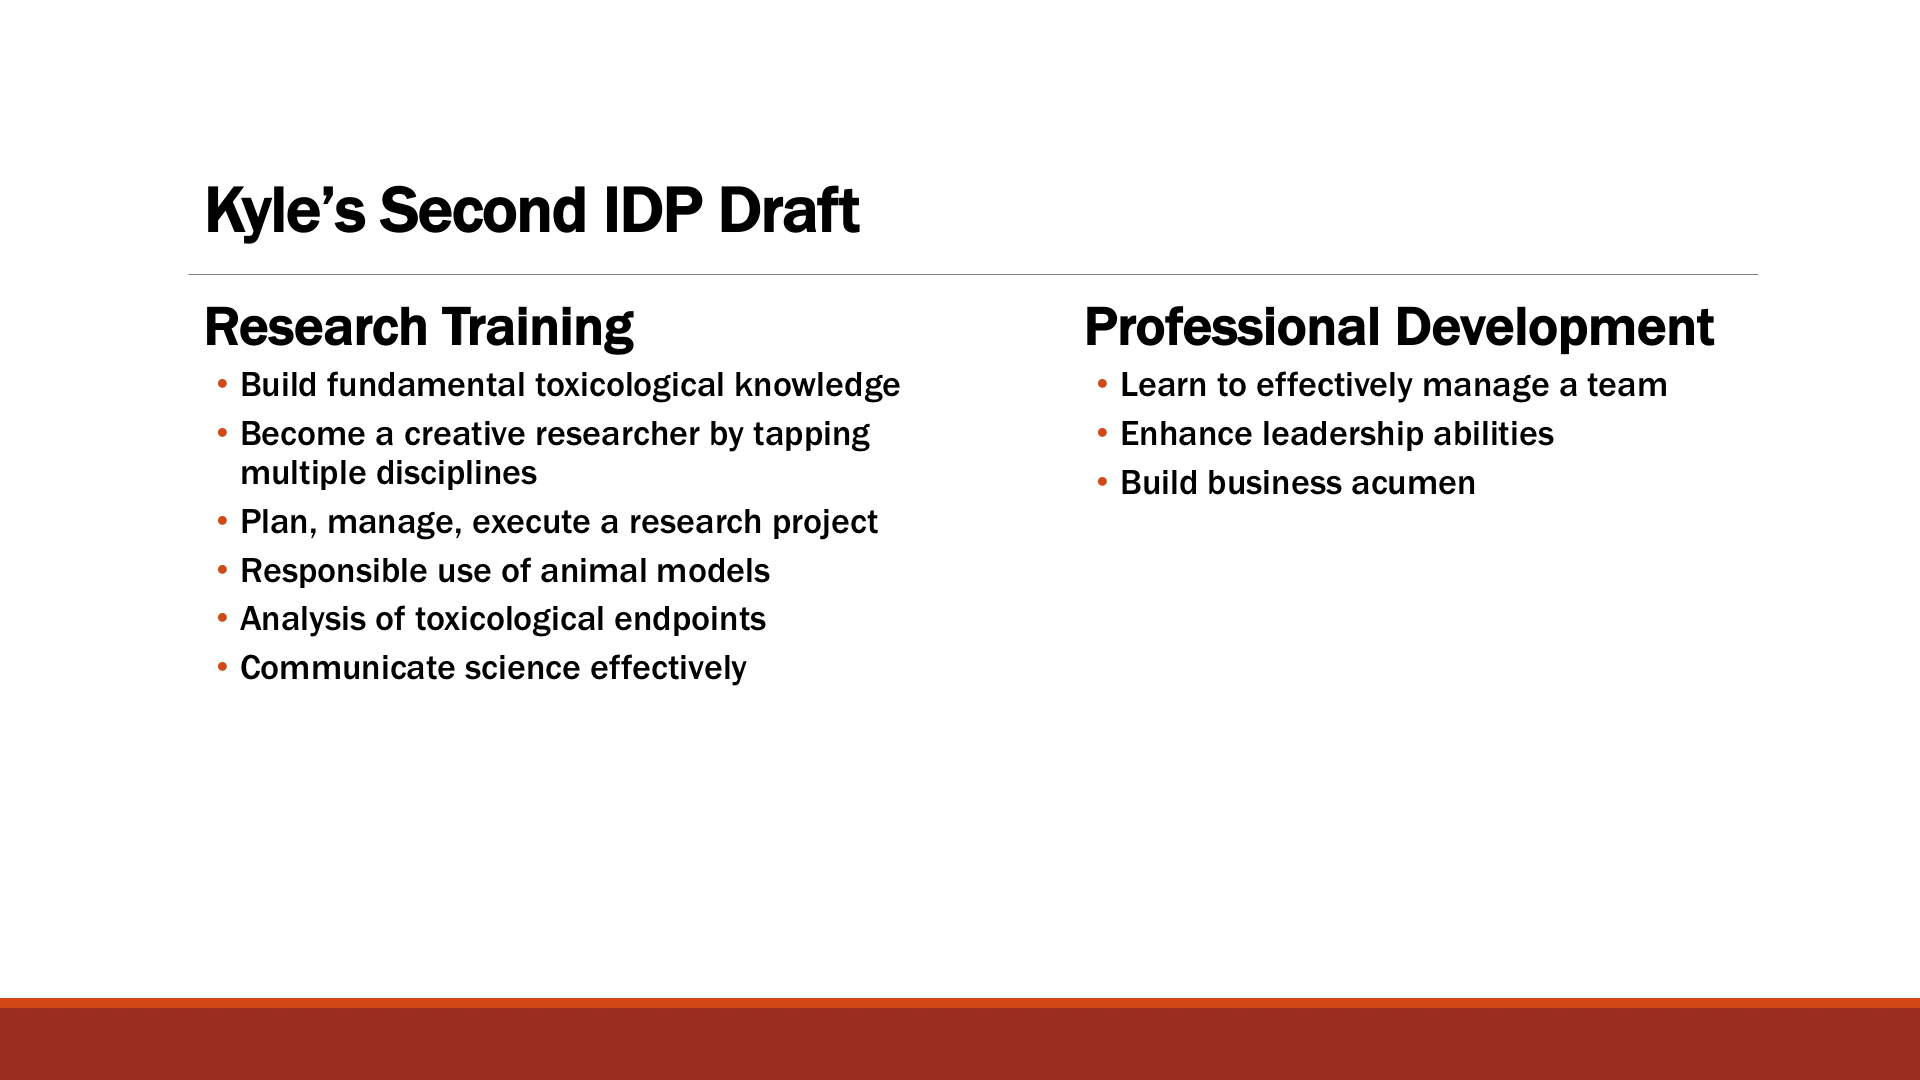 Kyle’s Second IDP Draft
Research Training
• Build fundamental toxicological knowledge
• Become a creative researcher by tapping
multiple disciplines
• Plan, manage, execute a research project
• Responsible use of animal models
• Analysis of toxicological endpoints
• Communicate science effectively
Professional Development
• Learn to effectively manage a team
• Enhance leadership abilities
• Build business acumen